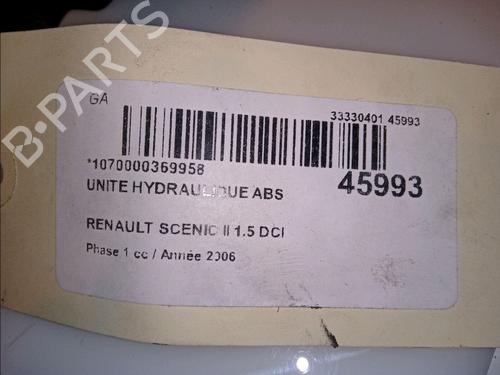 B-PARTS
GA
33330401 45993
*1070000369958
UNITE HYDRAULIQUE ABS
45993
RENAULT SCENIC II 1.5 DCI
Phase 1 cc / Année 2006